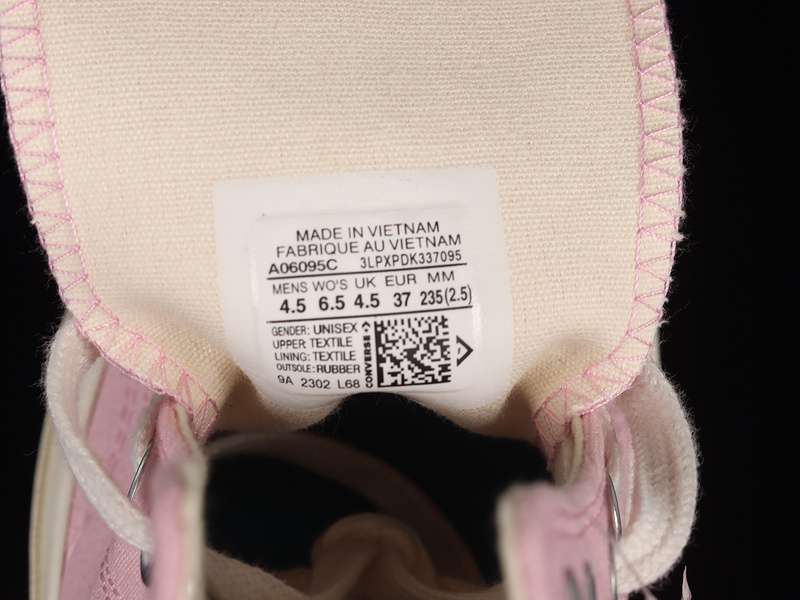 MADE IN VIETNAM
FABRIQUE AU VIETNAM
A06095C 3LPXPDK337095
MENS WO'S UK EUR MM
4.5 6.5 4.5 37 235(2.5)
GENDER: UNISEX
UPPER: TEXTILE
LINING: TEXTILE
OUTSOLE: RUBBER
9A 2302 L68
CONVERSE